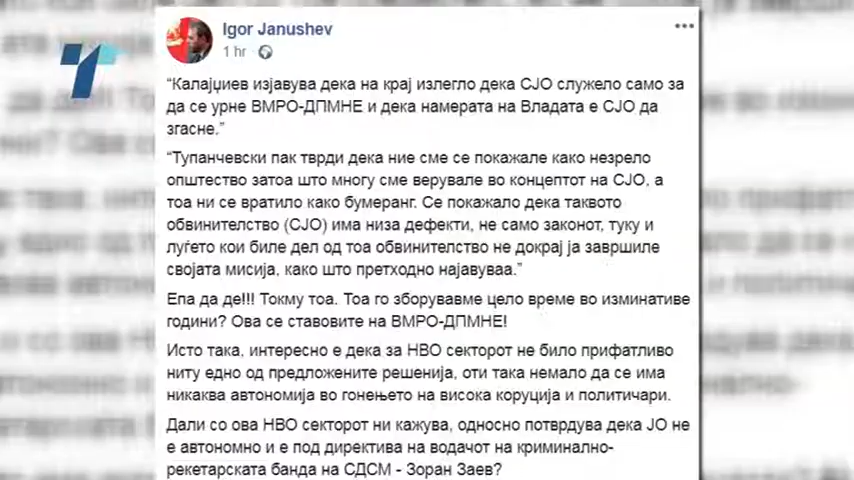 Igor Janushev
1 hr
“Калајџиев изјавува дека на крај излегло дека СЈО служело само за
да се урне ВМРО-ДПМНЕ и дека намерата на Владата е СЈО да
згасне.”
“Тупанчевски пак тврди дека ние сме се покажале како незрело
општество затоа што многу сме верувале во концептот на СЈО, а
тоа ни се вратило како бумеранг. Се покажало дека таквото
обвинителство (СЈО) има низа дефекти, не само законот, туку и
луѓето кои биле дел од тоа обвинителство не докрај ја завршиле
својата мисија, како што претходно најавуваа.”
Епа да де!!! Токму тоа. Тоа го зборувавме цело време во изминативе
години? Ова се ставовите на ВМРО-ДПМНЕ!
Исто така, интересно е дека за НВО секторот не било прифатливо
ниту едно од предложените решенија, оти така немало да се има
никаква автономија во гонењето на висока коруција и политичари.
Дали со ова НВО секторот ни кажува, односно потврдува дека ЈО не
е автономно и е под директива на водачот на криминално-
рекетарската банда на СДСМ - Зоран Заев?